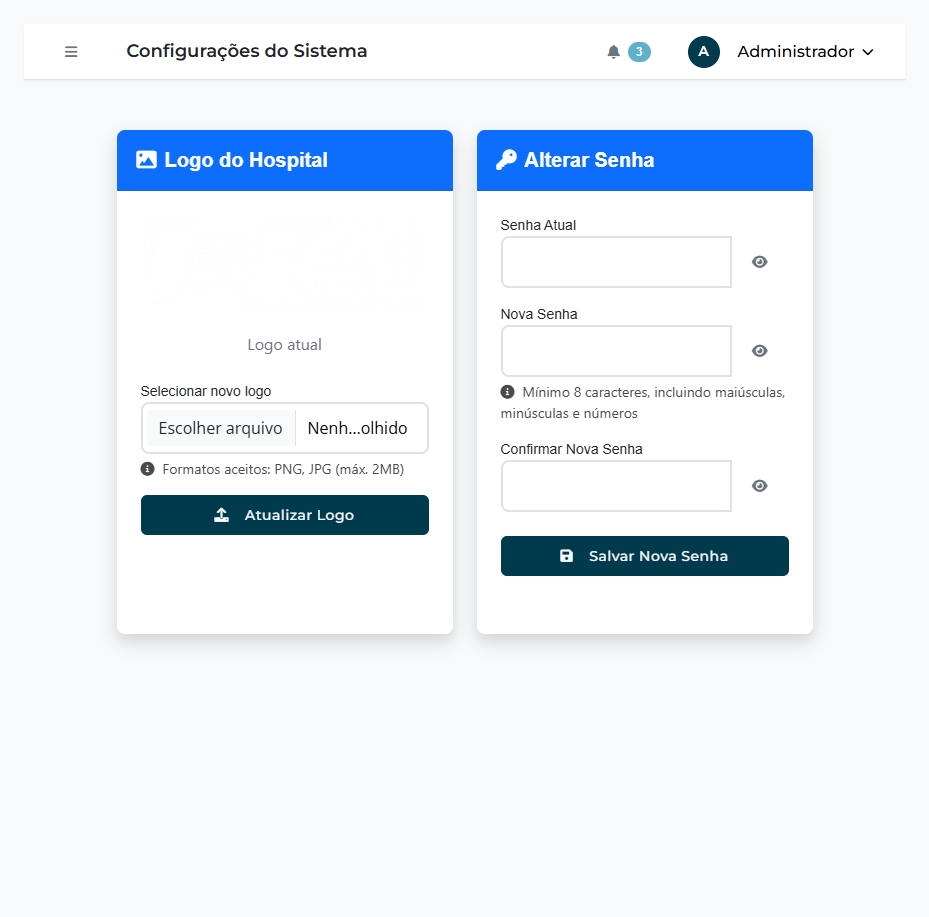 Configurações do Sistema
3
A
Administrador
Logo do Hospital
Logo atual
Selecionar novo logo
Escolher arquivo
Nenh...olhido
Formatos aceitos: PNG, JPG (máx. 2MB)
Atualizar Logo
Alterar Senha
Senha Atual
Nova Senha
Mínimo 8 caracteres, incluindo maiúsculas,
minúsculas e números
Confirmar Nova Senha
Salvar Nova Senha